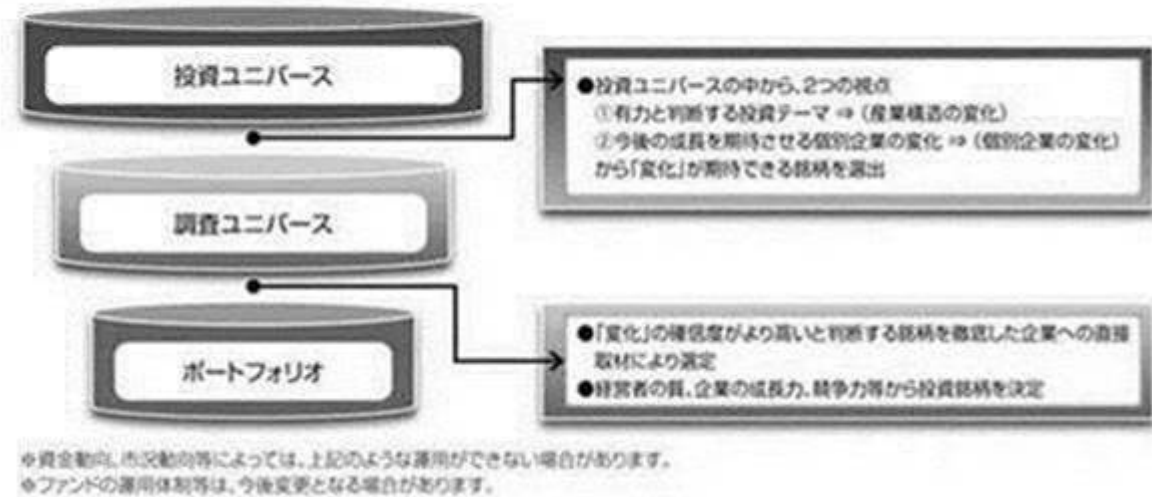 投資ユニバース
●投資ユニバースの中から、2つの視点
①有力と判断する投資テーマ ⇒ (産業構造の変化)
②今後の成長を期待させる個別企業の変化 ⇒ (個別企業の変化)
から「変化」が期待できる銘柄を選出
調査ユニバース
ポートフォリオ
●「変化」の確信度がより高いと判断する銘柄を徹底した企業への直接
取材により選定
●経営者の質、企業の成長力、競争力等から投資銘柄を決定
※資金動向、市況動向等によっては、上記のような運用ができない場合があります。
※ファンドの運用体制等は、今後変更となる場合があります。